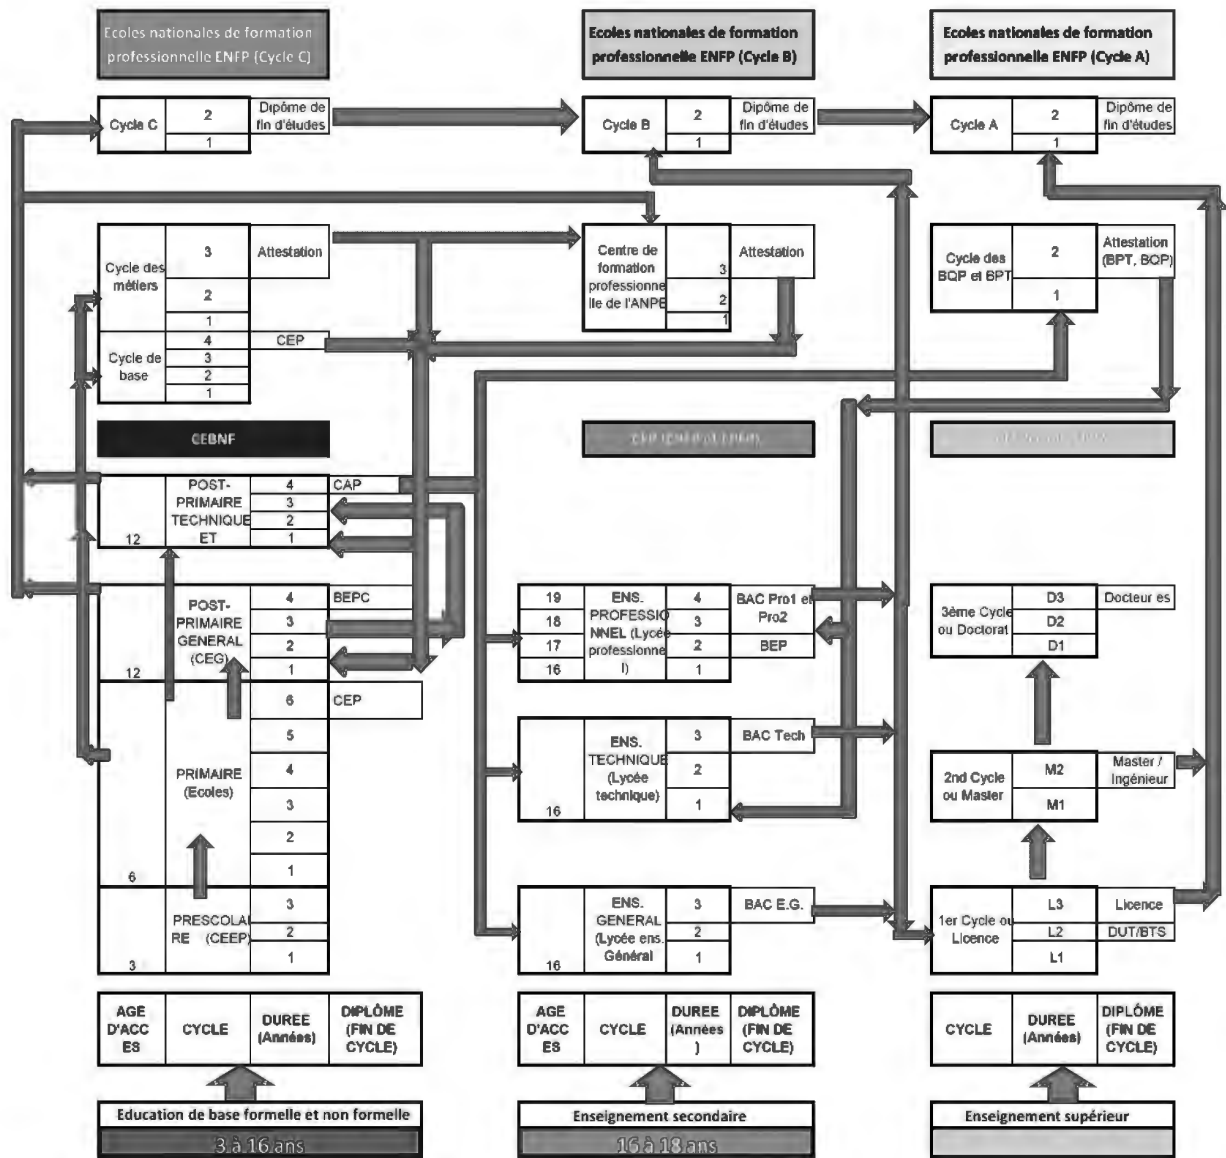 Ecoles nationales de formation
professionnelle ENFP (Cycle C)
Ecoles nationales de formation
professionnelle ENFP (Cycle B)
Ecoles nationales de formation
professionnelle ENFP (Cycle A)
Cycle C
2
1
Dipôme de
fin d'études
Cycle B
2
1
Dipôme de
fin d'études
Cycle A
2
1
Dipôme de
fin d'études
Cycle des
métiers
3
2
1
Attestation
Cycle de
base
4
3
2
1
CEP
Centre de
formation
professionne
lle de l'ANPE
3
2
1
Attestation
Cycle des
BQP et BPT
2
1
Attestation
(BPT, BQP)
CEBNF
12
POST-
PRIMAIRE
TECHNIQUE
ET
4
3
2
1
CAP
12
POST-
PRIMAIRE
GENERAL
(CEG)
4
3
2
1
BEPC
6
PRIMAIRE
(Ecoles)
6
5
4
3
2
1
CEP
3
PRESCOLAI
RE (CEEP)
3
2
1
19
18
17
16
ENS.
PROFESSIO
NNEL (Lycée
professionne
l)
4
3
2
1
BAC Pro1 et
Pro2
BEP
16
ENS.
TECHNIQUE
(Lycée
technique)
3
2
1
BAC Tech
16
ENS.
GENERAL
(Lycée ens.
Général
3
2
1
BAC E.G.
3ème Cycle
ou Doctorat
D3
D2
D1
Docteur es
2nd Cycle
ou Master
M2
M1
Master /
Ingénieur
1er Cycle ou
Licence
L3
L2
L1
Licence
DUT/BTS
AGE
D'ACC
ES
CYCLE
DUREE
(Années)
DIPLÔME
(FIN DE
CYCLE)
AGE
D'ACC
ES
CYCLE
DUREE
(Années
)
DIPLÔME
(FIN DE
CYCLE)
CYCLE
DUREE
(Années)
DIPLÔME
(FIN DE
CYCLE)
Education de base formelle et non formelle
3 à 16 ans
Enseignement secondaire
16 à 18 ans
Enseignement supérieur